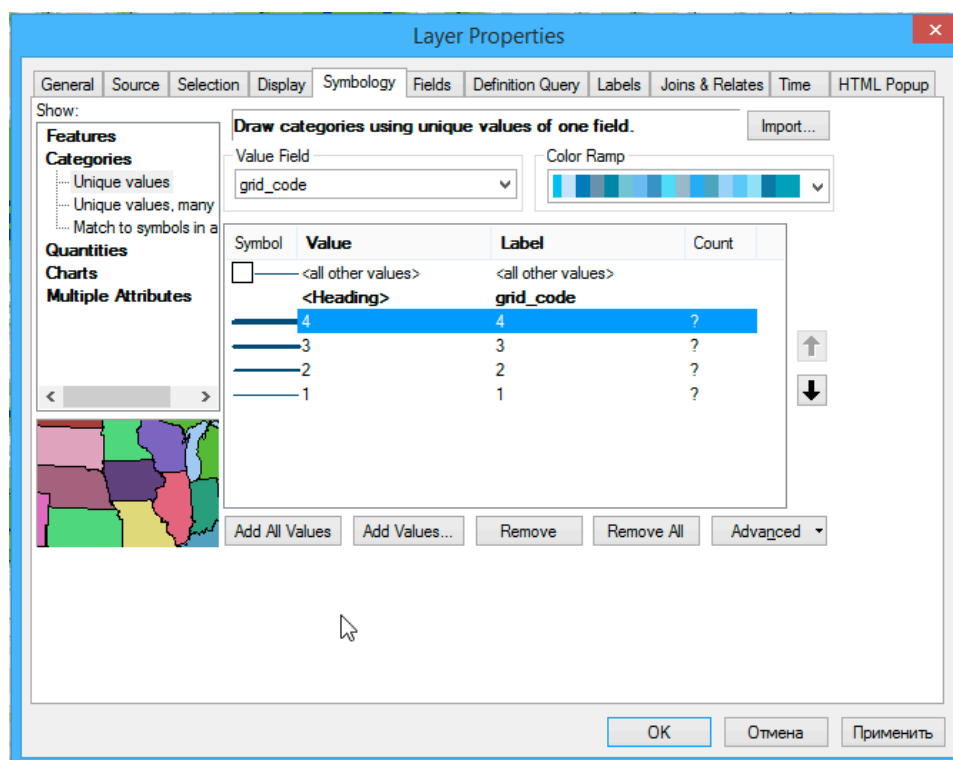 Layer Properties
General Source Selection Display Symbology Fields Definition Query Labels Joins & Relates Time HTML Popup
Show:
Features
Categories
Unique values
Unique values, many
Match to symbols in a
Quantities
Charts
Multiple Attributes
Draw categories using unique values of one field.
Import...
Value Field
grid_code
Color Ramp
Symbol Value Label Count
<all other values> <all other values>
<Heading> grid_code
4 4 ?
3 3 ?
2 2 ?
1 1 ?
Add All Values Add Values... Remove Remove All Advanced
OK Отмена Применить